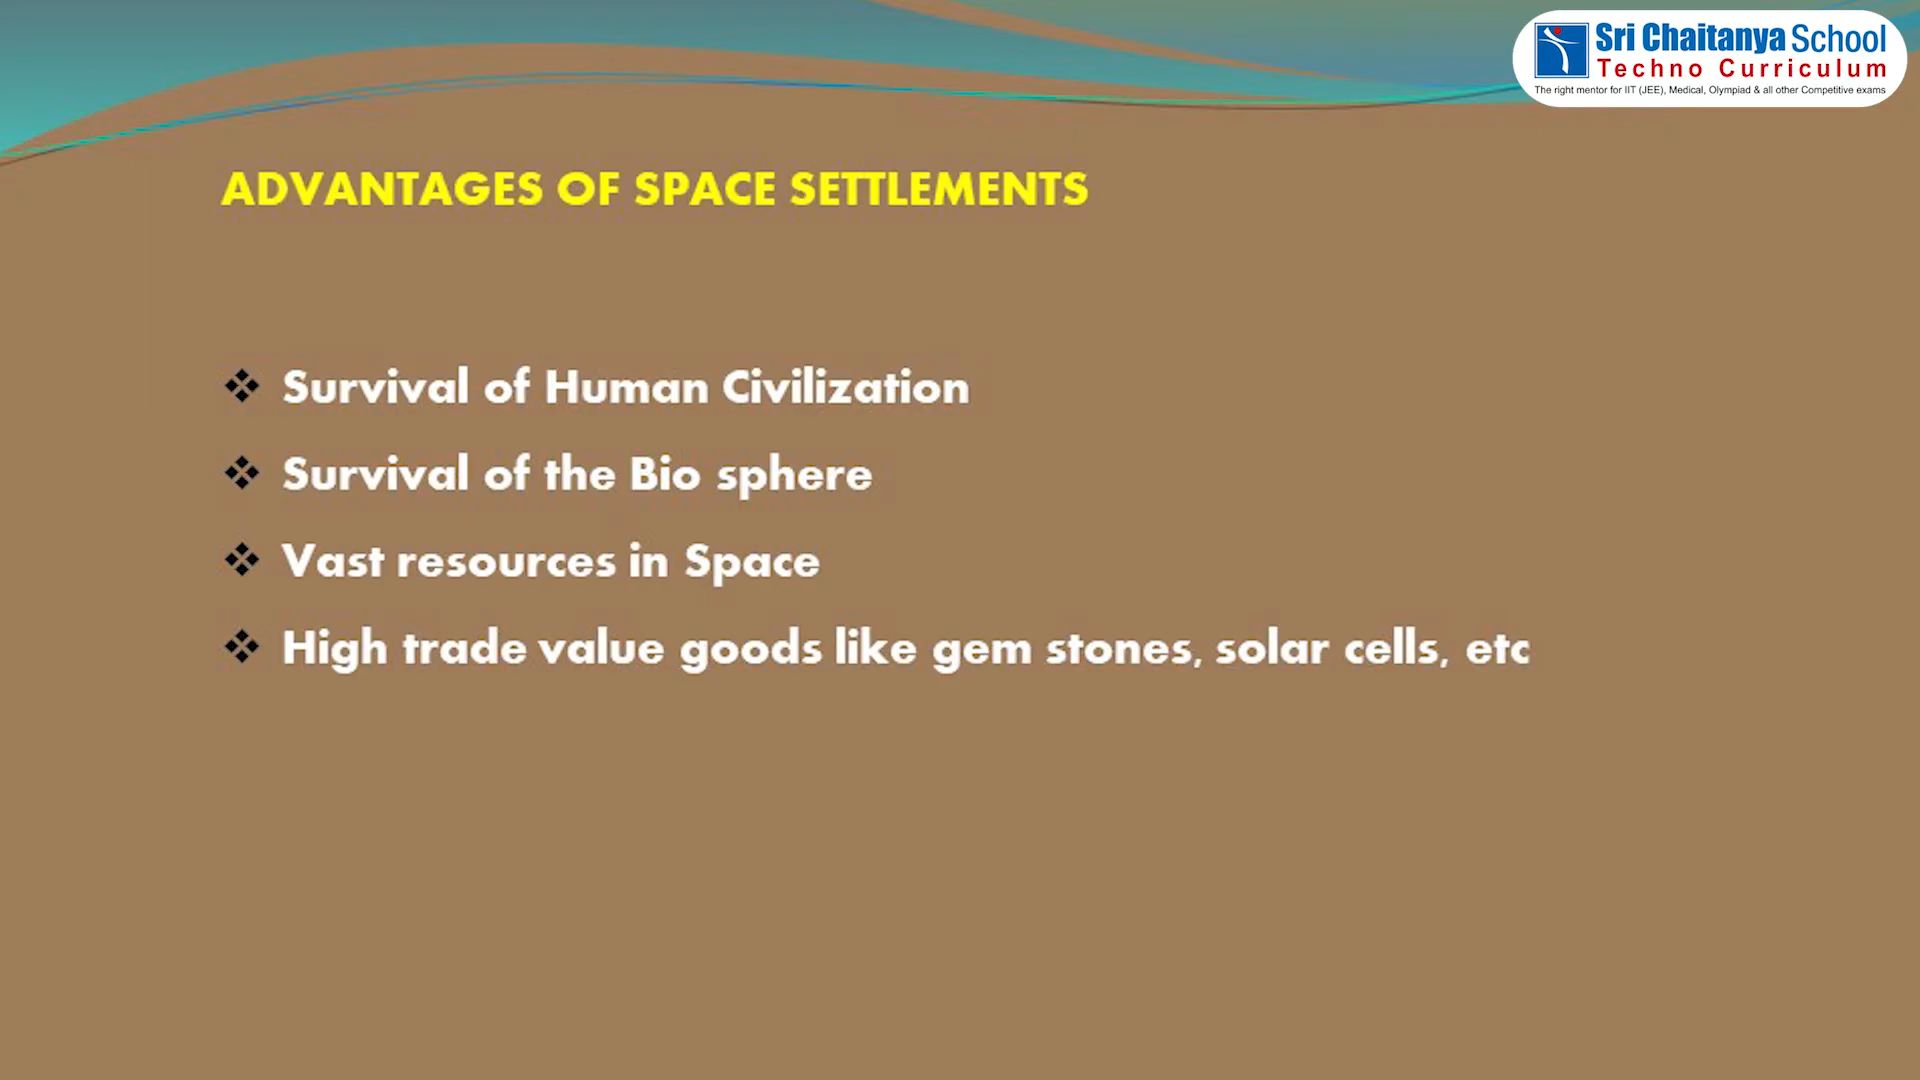 Sri Chaitanya School
Techno Curriculum
The right mentor for IIT (JEE), Medical, Olympiad & all other Competitive exams
ADVANTAGES OF SPACE SETTLEMENTS
Survival of Human Civilization
Survival of the Bio sphere
Vast resources in Space
High trade value goods like gem stones, solar cells, etc